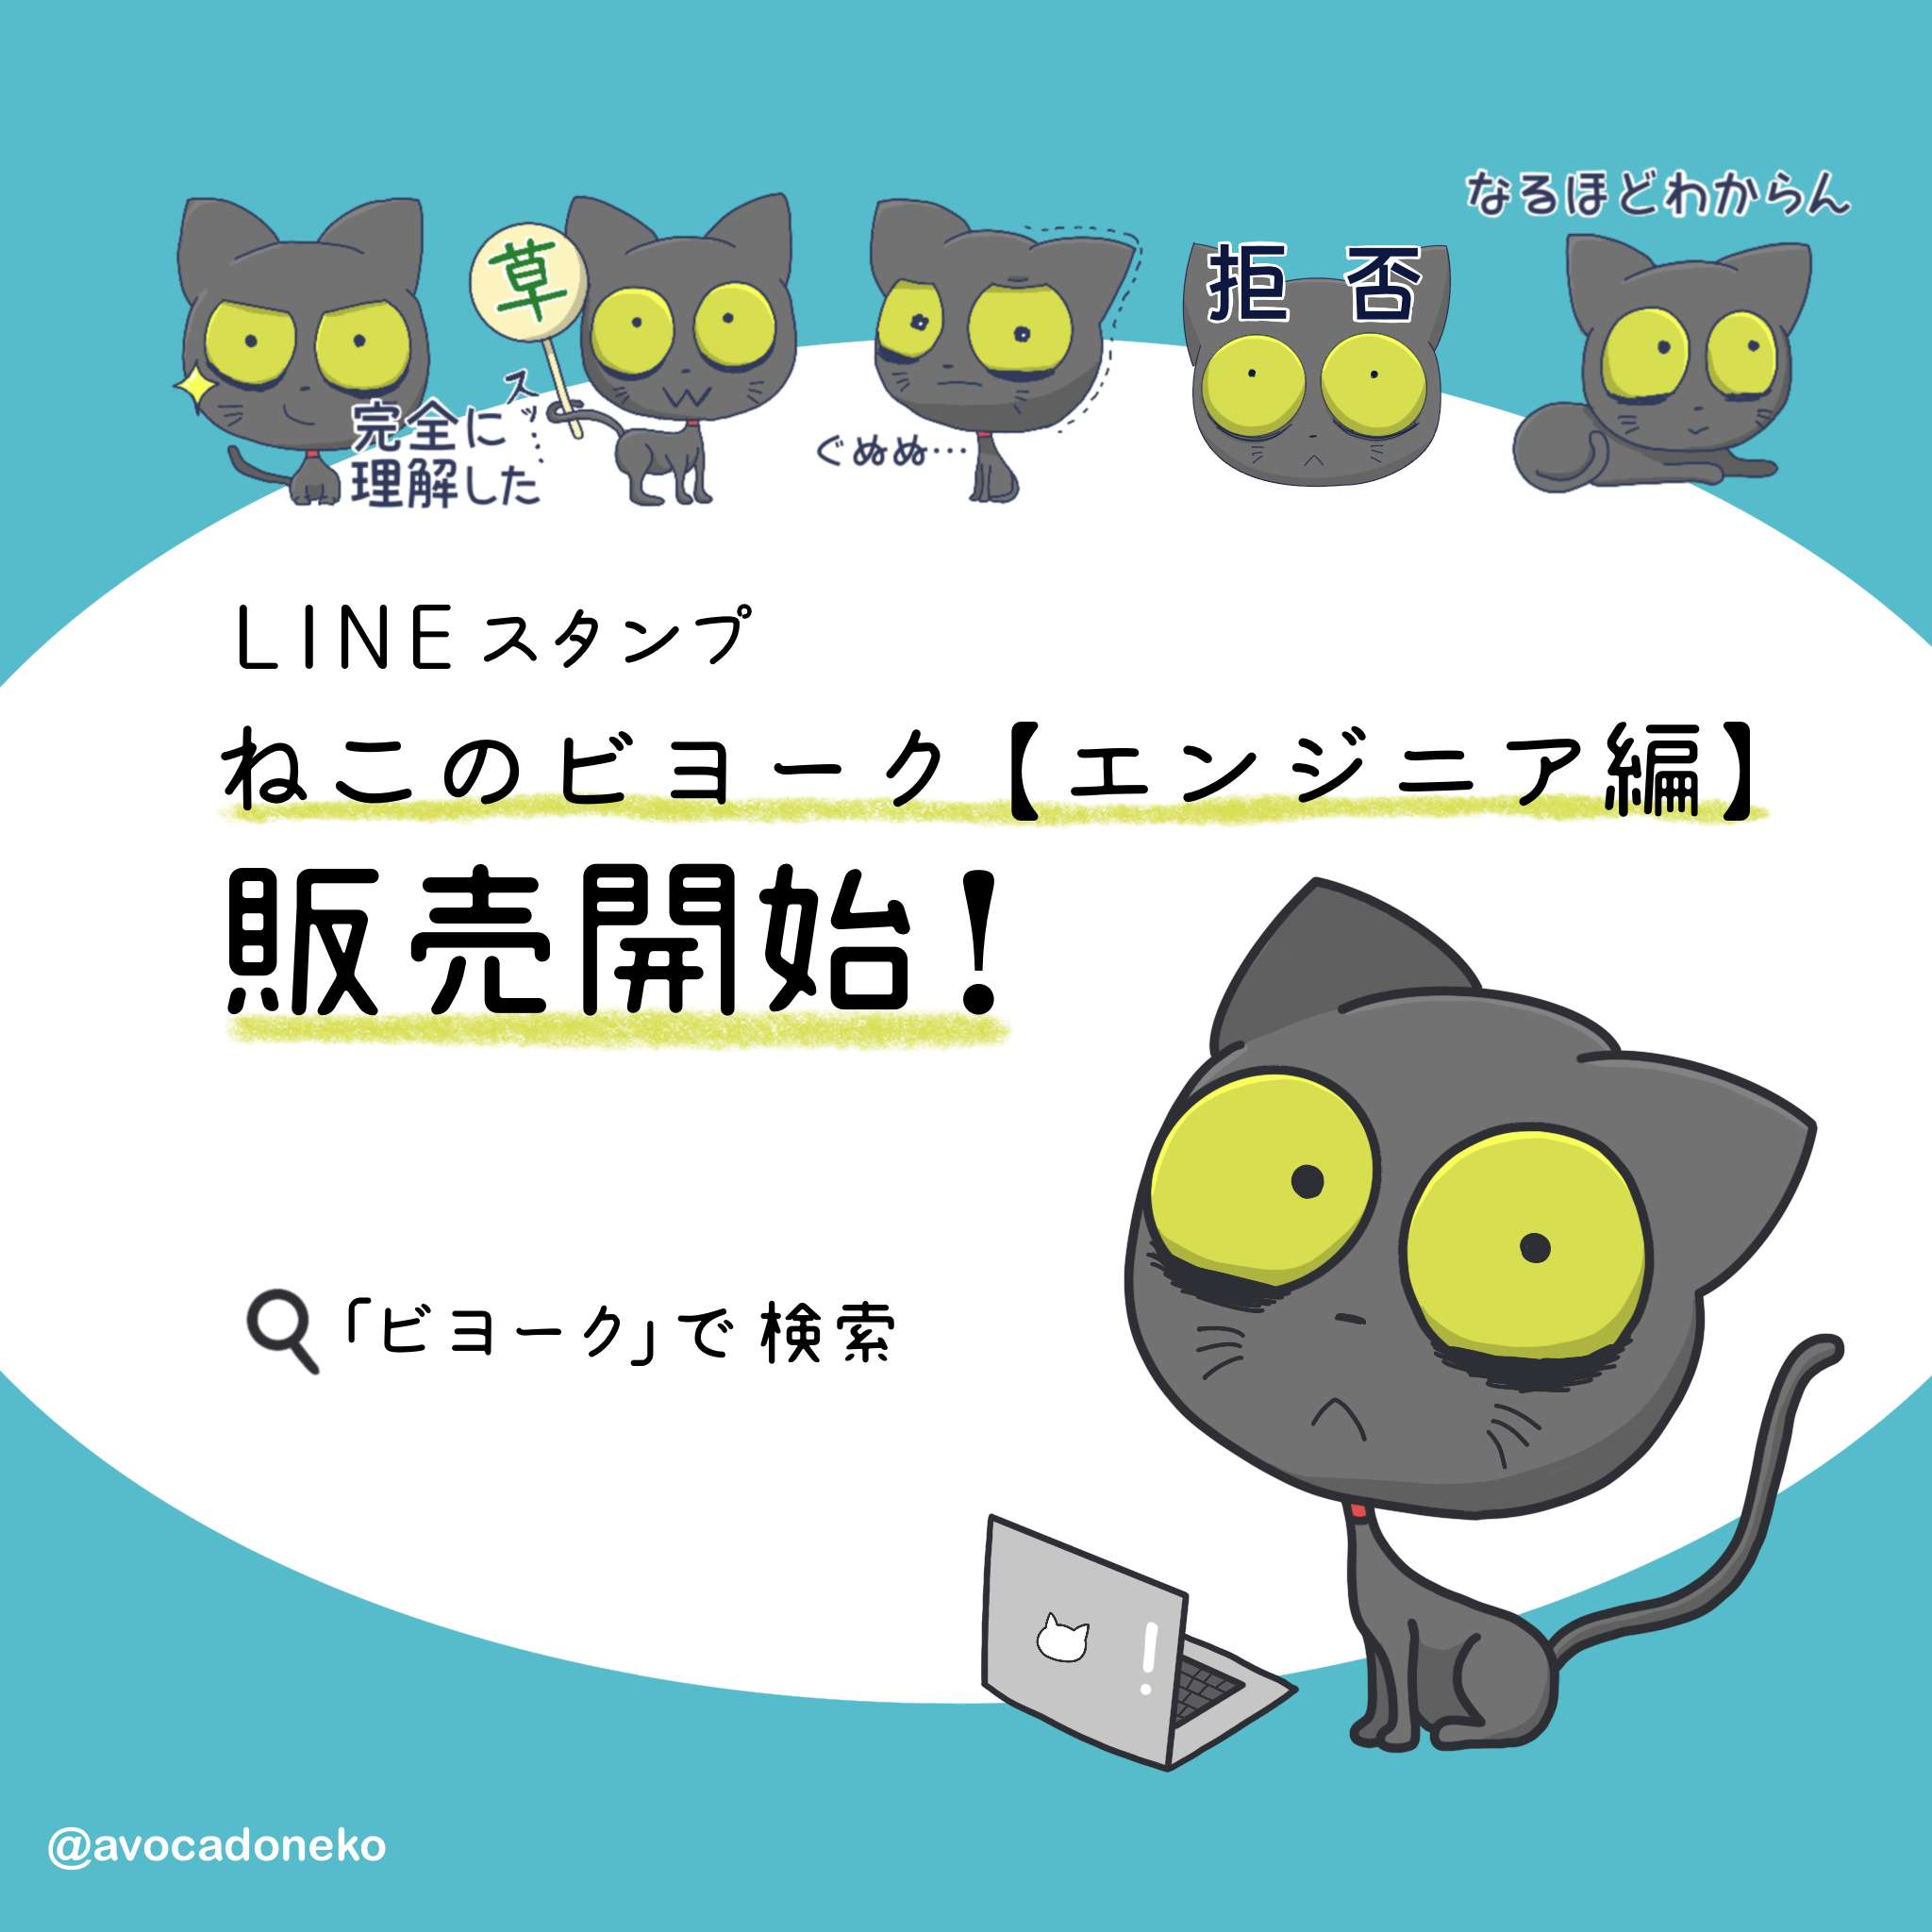 なるほどわからん
拒否
草
スッ…
完全に
理解した
ぐぬぬ…
LINEスタンプ
ねこのビヨーク【エンジニア編】
販売開始！
「ビヨーク」で検索
@avocadoneko